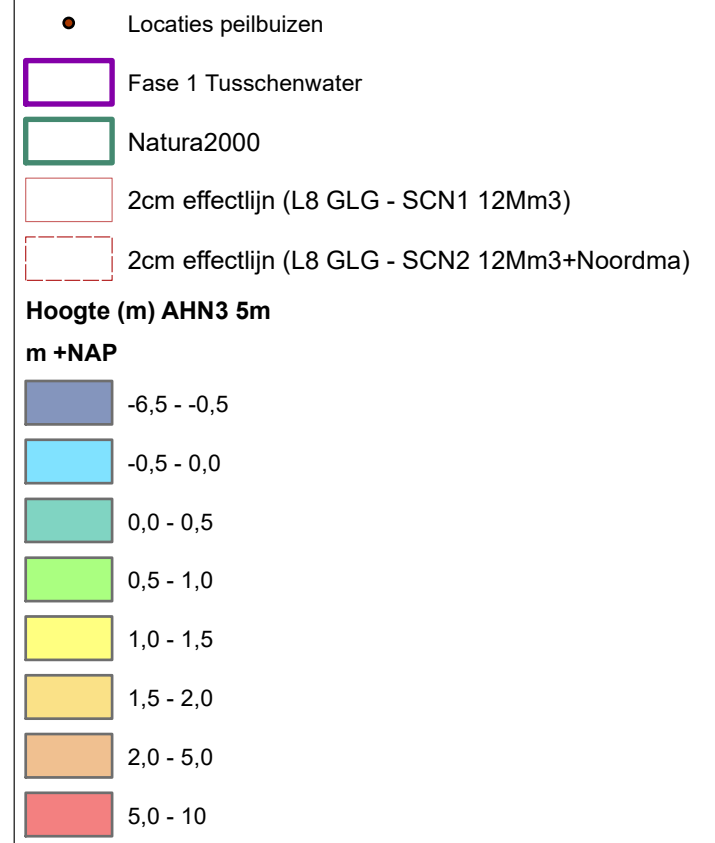 Locaties peilbuizen
Fase 1 Tusschenwater
Natura2000
2cm effectlijn (L8 GLG - SCN1 12Mm3)
2cm effectlijn (L8 GLG - SCN2 12Mm3+Noordma)
Hoogte (m) AHN3 5m
m +NAP
-6,5 - -0,5
-0,5 - 0,0
0,0 - 0,5
0,5 - 1,0
1,0 - 1,5
1,5 - 2,0
2,0 - 5,0
5,0 - 10